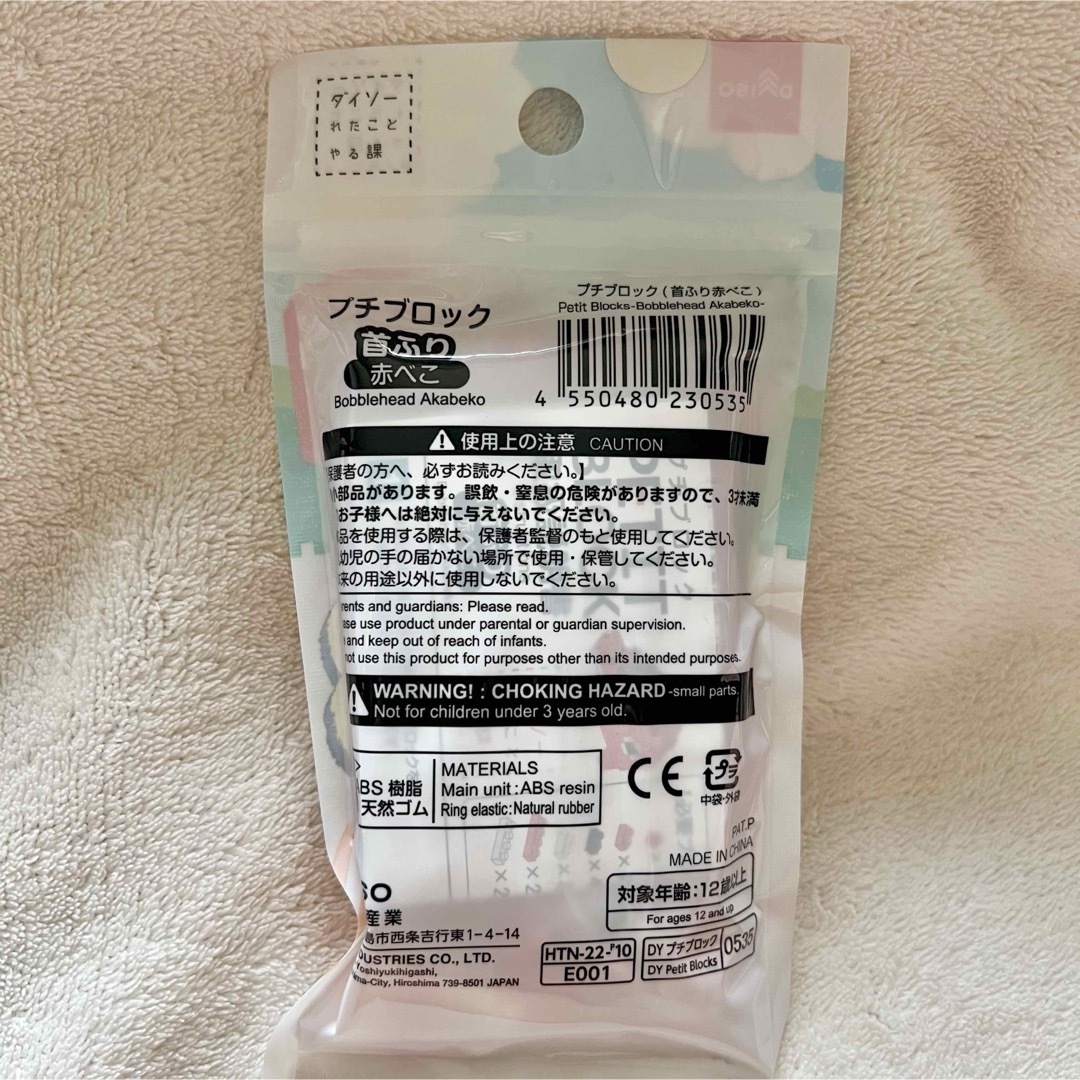 ダイソー
れたこと
やる課
DAISO
プチブロック
首ふり
赤べこ
Bobblehead Akabeko
プチブロック(首ふり赤べこ)
Petit Blocks-Bobblehead Akabeko-
4 550480 230535
使用上の注意 CAUTION
保護者の方へ、必ずお読みください。】
小部品があります。誤飲・窒息の危険がありますので、3才未満
お子様へは絶対に与えないでください。
品を使用する際は、保護者監督のもと使用してください。
幼児の手の届かない場所で使用・保管してください。
来の用途以外に使用しないでください。
rents and guardians: Please read.
ase use product under parental or guardian supervision.
and keep out of reach of infants.
not use this product for purposes other than its intended purposes.
WARNING! : CHOKING HAZARD -small parts.
Not for children under 3 years old.
ABS 樹脂
天然ゴム
MATERIALS
Main unit:ABS resin
Ring elastic:Natural rubber
CE
プラ
中袋・外袋
PAT.P
MADE IN CHINA
対象年齢:12歳以上
For ages 12 and up
SO
産業
島市西条吉行東1-4-14
DUSTRIES CO., LTD.
Yoshiyukihigashi,
ma-City, Hiroshima 739-8501 JAPAN
HTN-22-P10
E001
DY プチブロック
DY Petit Blocks
0535